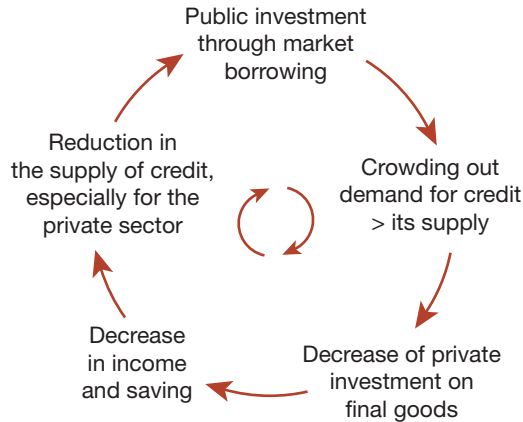 Public investment
through market
borrowing
Crowding out
demand for credit
> its supply
Decrease of private
investment on
final goods
Decrease
in income
and saving
Reduction in
the supply of credit,
especially for the
private sector